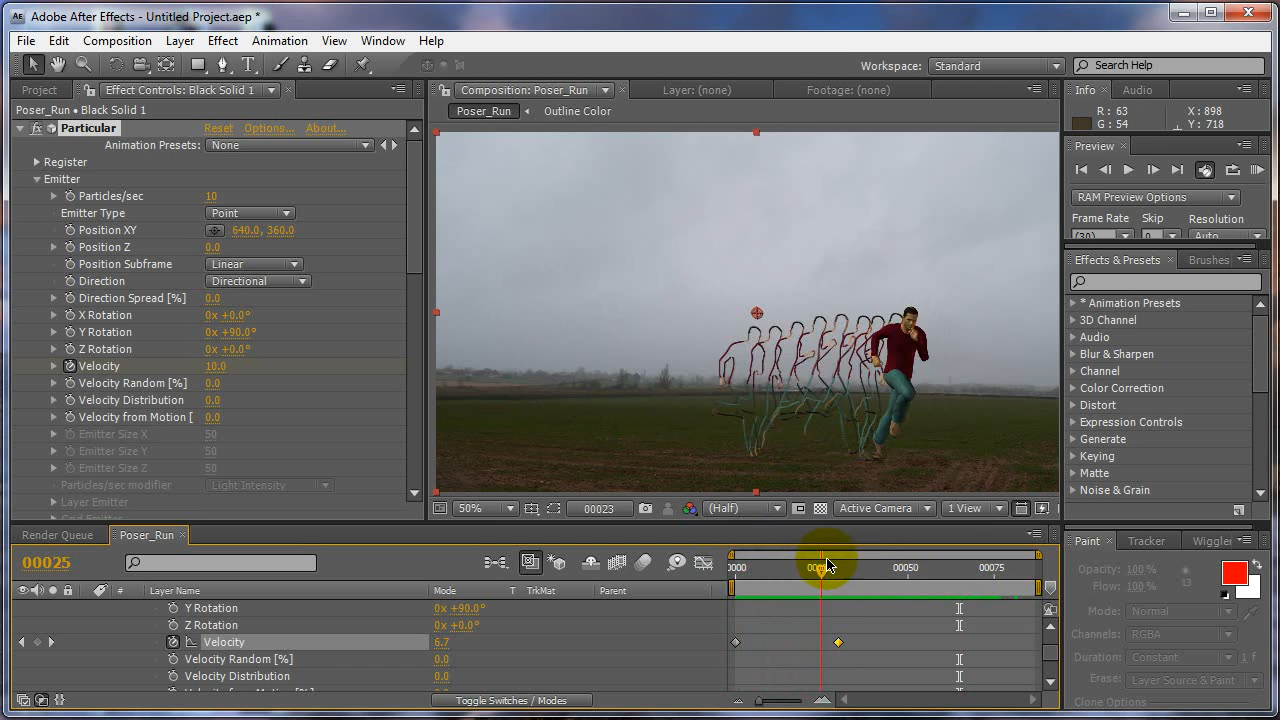 Adobe After Effects - Untitled Project.aep *
File Edit Composition Layer Effect Animation View Window Help
Workspace: Standard Search Help
Project Effect Controls: Black Solid 1
Poser_Run • Black Solid 1
Particular Reset Options... About...
Animation Presets: None
Register
Emitter
Particles/sec 10
Emitter Type Point
Position XY 640.0, 360.0
Position Z 0.0
Position Subframe Linear
Direction Directional
Direction Spread [%] 0.0
X Rotation 0x +0.0°
Y Rotation 0x +90.0°
Z Rotation 0x +0.0°
Velocity 10.0
Velocity Random [%] 0.0
Velocity Distribution 0.0
Velocity from Motion [ 0.0
Emitter Size X 50
Emitter Size Y 50
Emitter Size Z 50
Particles/sec modifier Light Intensity
Layer Emitter
Composition: Poser_Run Layer: (none) Footage: (none)
Poser_Run Outline Color
50% 00023 (Half) Active Camera 1 View
Info Audio
R: 63 X: 898
G: 54 Y: 718
Preview
RAM Preview Options
Frame Rate Skip Resolution
(30) 0 Auto
Effects & Presets Brushes
* Animation Presets
3D Channel
Audio
Blur & Sharpen
Channel
Color Correction
Distort
Expression Controls
Generate
Keying
Matte
Noise & Grain
Render Queue Poser_Run
00025
0000 00050 00075
# Layer Name Mode T TrkMat Parent
Y Rotation 0x +90.0°
Z Rotation 0x +0.0°
Velocity 6.7
Velocity Random [%] 0.0
Velocity Distribution 0.0
Velocity from Motion [%] 0.0
Toggle Switches / Modes
Paint Tracker Wiggler
Opacity: 100 %
Flow: 100 % 13
Mode: Normal
Channels: RGBA
Duration: Constant 1 f
Erase: Layer Source & Paint
Clone Options